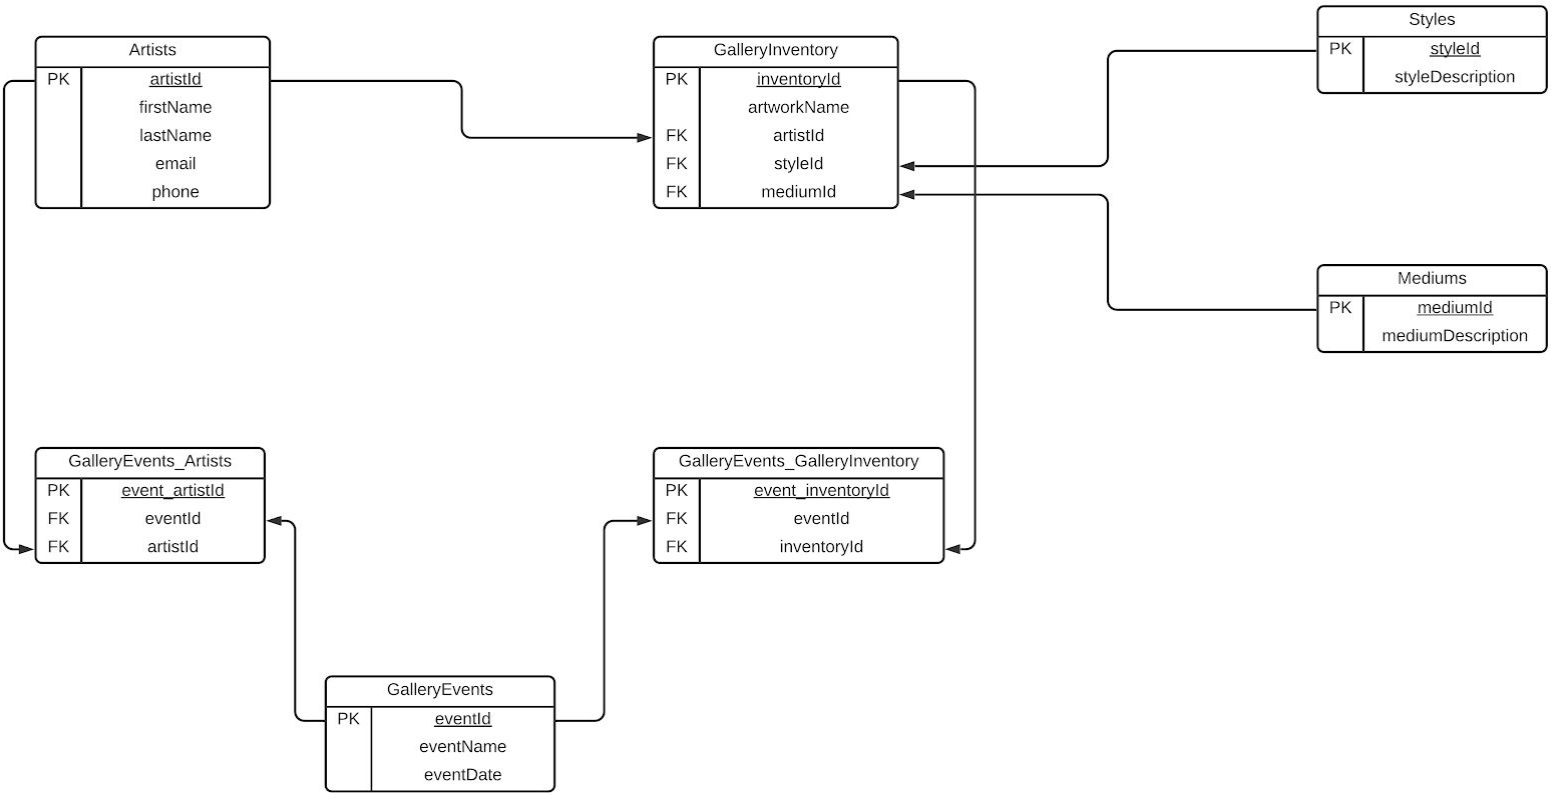 Artists
PK artistId
firstName
lastName
email
phone
GalleryInventory
PK inventoryId
artworkName
FK artistId
FK styleId
FK mediumId
Styles
PK styleId
styleDescription
Mediums
PK mediumId
mediumDescription
GalleryEvents_Artists
PK event_artistId
FK eventId
FK artistId
GalleryEvents_GalleryInventory
PK event_inventoryId
FK eventId
FK inventoryId
GalleryEvents
PK eventId
eventName
eventDate